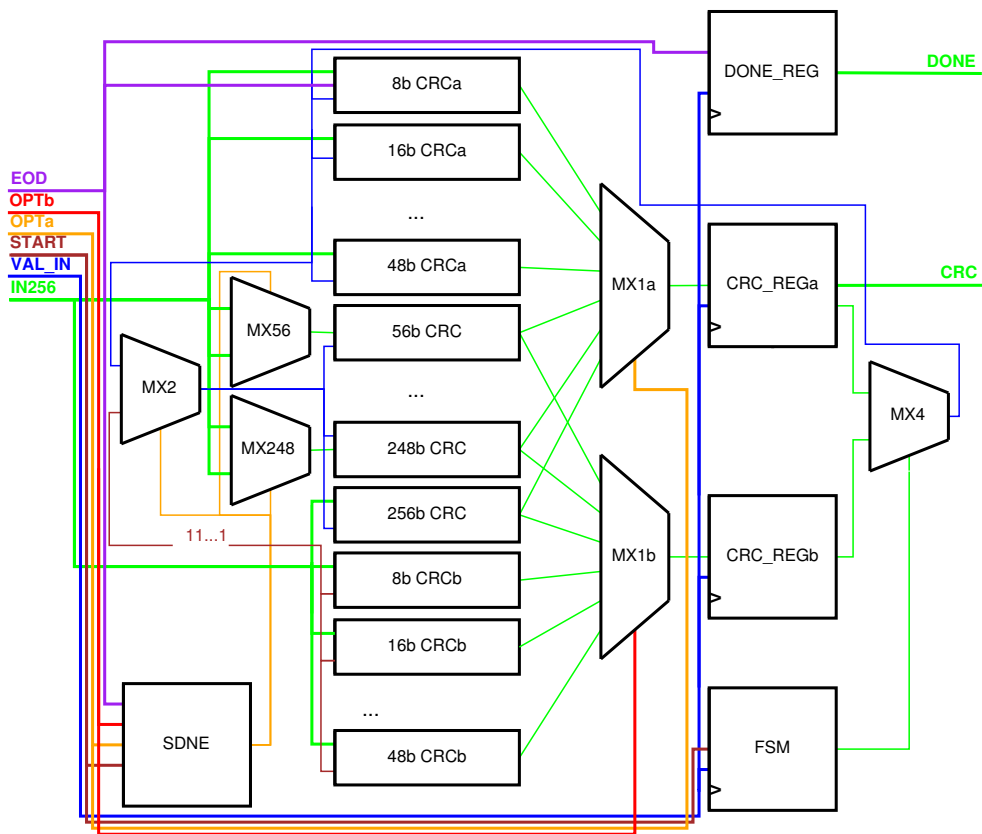 DONE_REG
DONE
8b CRCa
16b CRCa
EOD
OPTb
OPTa
START
VAL_IN
IN256
...
48b CRCa
MX1a
CRC_REGa
CRC
MX56
56b CRC
MX2
...
MX4
MX248
248b CRC
256b CRC
11...1
8b CRCb
MX1b
CRC_REGb
16b CRCb
...
SDNE
48b CRCb
FSM